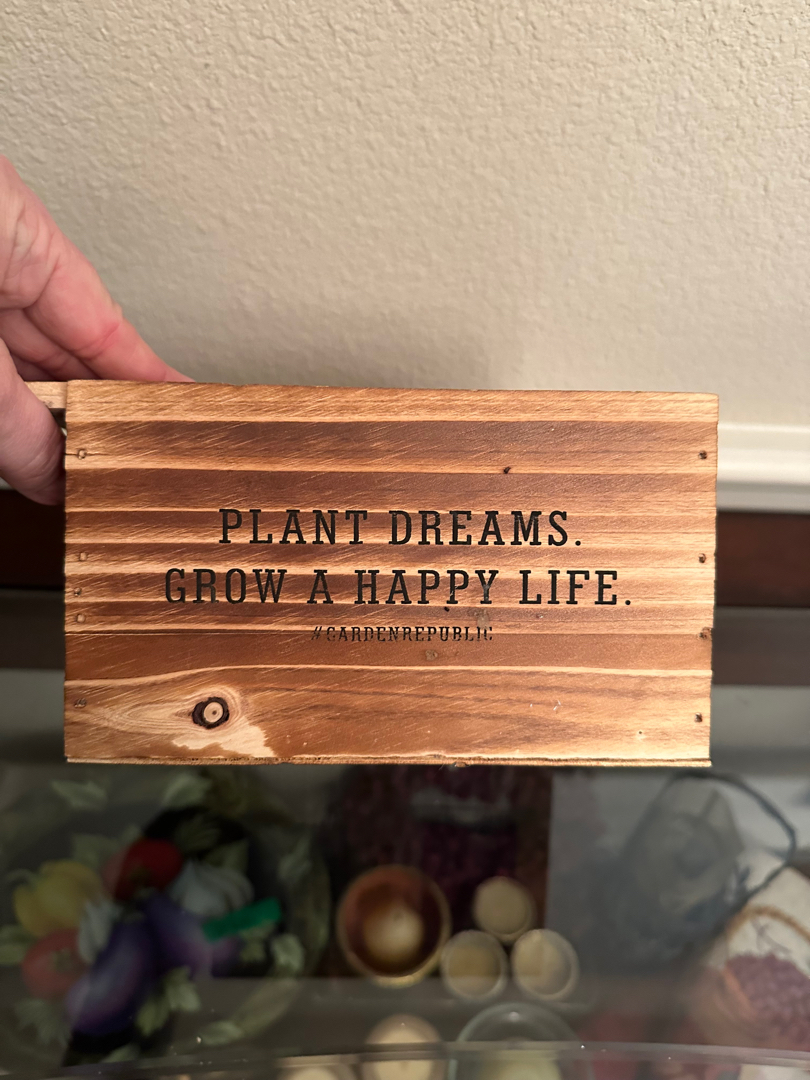 PLANT DREAMS.
GROW A HAPPY LIFE.
#GARDENREPUBLIC